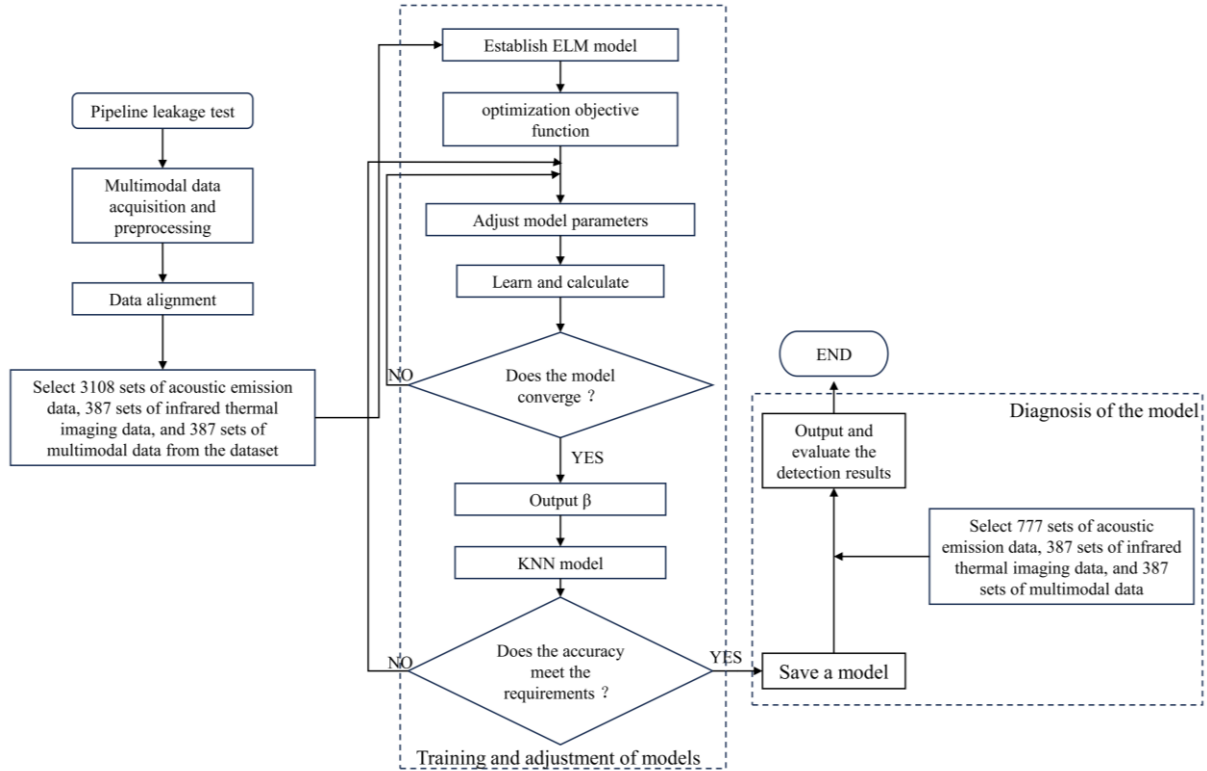 Pipeline leakage test
Multimodal data
acquisition and
preprocessing
Data alignment
Select 3108 sets of acoustic emission
data, 387 sets of infrared thermal
imaging data, and 387 sets of
multimodal data from the dataset
Establish ELM model
optimization objective
function
Adjust model parameters
Learn and calculate
Does the model
converge ?
NO
YES
Output β
KNN model
Does the accuracy
meet the
requirements ?
NO
YES
Training and adjustment of models
Save a model
Select 777 sets of acoustic
emission data, 387 sets of infrared
thermal imaging data, and 387
sets of multimodal data
Output and
evaluate the
detection results
Diagnosis of the model
END